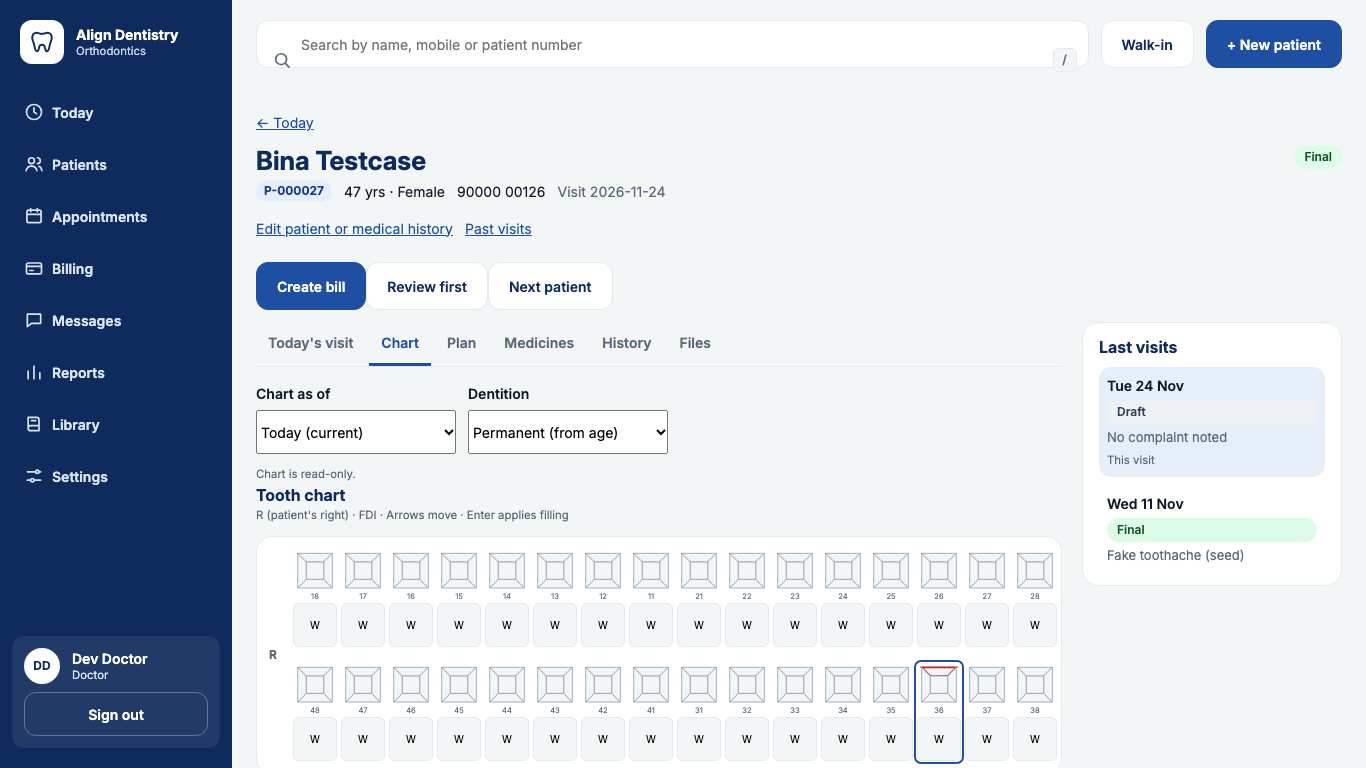 Align Dentistry
Orthodontics
Today
Patients
Appointments
Billing
Messages
Reports
Library
Settings
DD
Dev Doctor
Doctor
Sign out
Search by name, mobile or patient number
/
Walk-in
+ New patient
← Today
Bina Testcase
Final
P-000027 47 yrs · Female 90000 00126 Visit 2026-11-24
Edit patient or medical history Past visits
Create bill Review first Next patient
Today's visit Chart Plan Medicines History Files
Chart as of Dentition
Today (current) Permanent (from age)
Chart is read-only.
Tooth chart
R (patient's right) · FDI · Arrows move · Enter applies filling
18 17 16 15 14 13 12 11 21 22 23 24 25 26 27 28
W W W W W W W W W W W W W W W W
R
48 47 46 45 44 43 42 41 31 32 33 34 35 36 37 38
W W W W W W W W W W W W W W W W
Last visits
Tue 24 Nov
Draft
No complaint noted
This visit
Wed 11 Nov
Final
Fake toothache (seed)